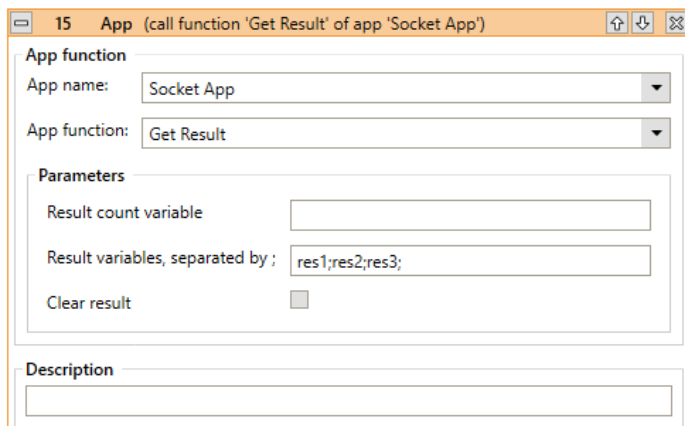 15 App (call function 'Get Result' of app 'Socket App')
App function
App name: Socket App
App function: Get Result
Parameters
Result count variable
Result variables, separated by ; res1;res2;res3;
Clear result
Description